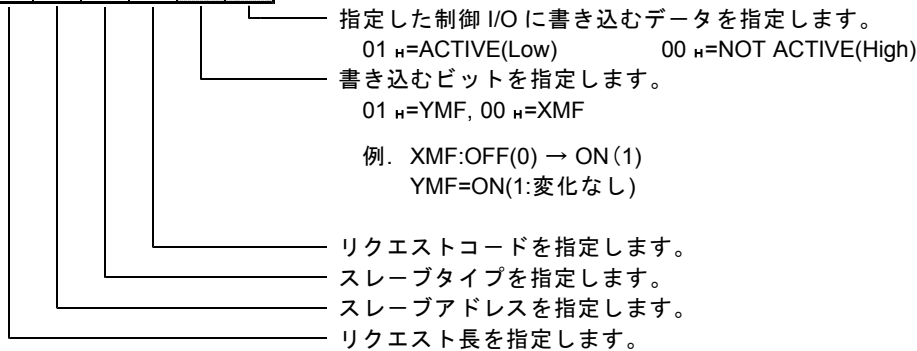 指定した制御 I/O に書き込むデータを指定します。
01 H=ACTIVE(Low) 00 H=NOT ACTIVE(High)
書き込むビットを指定します。
01 H=YMF, 00 H=XMF
例． XMF:OFF(0) → ON(1)
YMF=ON(1:変化なし)
リクエストコードを指定します。
スレーブタイプを指定します。
スレーブアドレスを指定します。
リクエスト長を指定します。